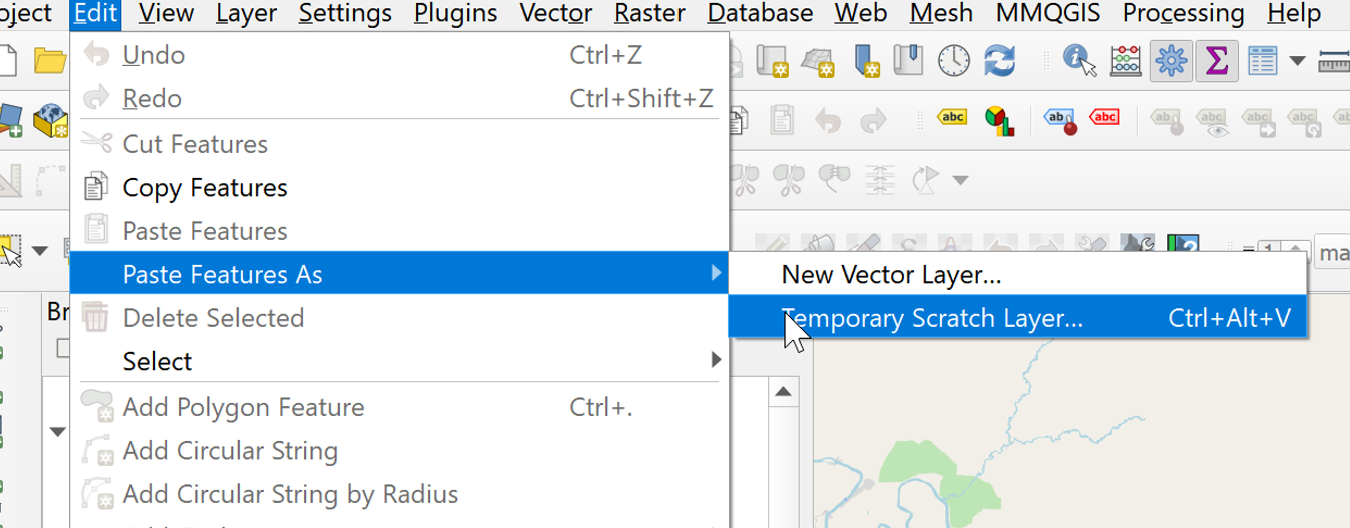 oject Edit View Layer Settings Plugins Vector Raster Database Web Mesh MMQGIS Processing Help
Undo Ctrl+Z
Redo Ctrl+Shift+Z
abc abc
Cut Features
Copy Features
Paste Features
Paste Features As
New Vector Layer... 1 ma
Delete Selected
Temporary Scratch Layer... Ctrl+Alt+V
Br
Select
Add Polygon Feature Ctrl+.
Add Circular String
Add Circular String by Radius